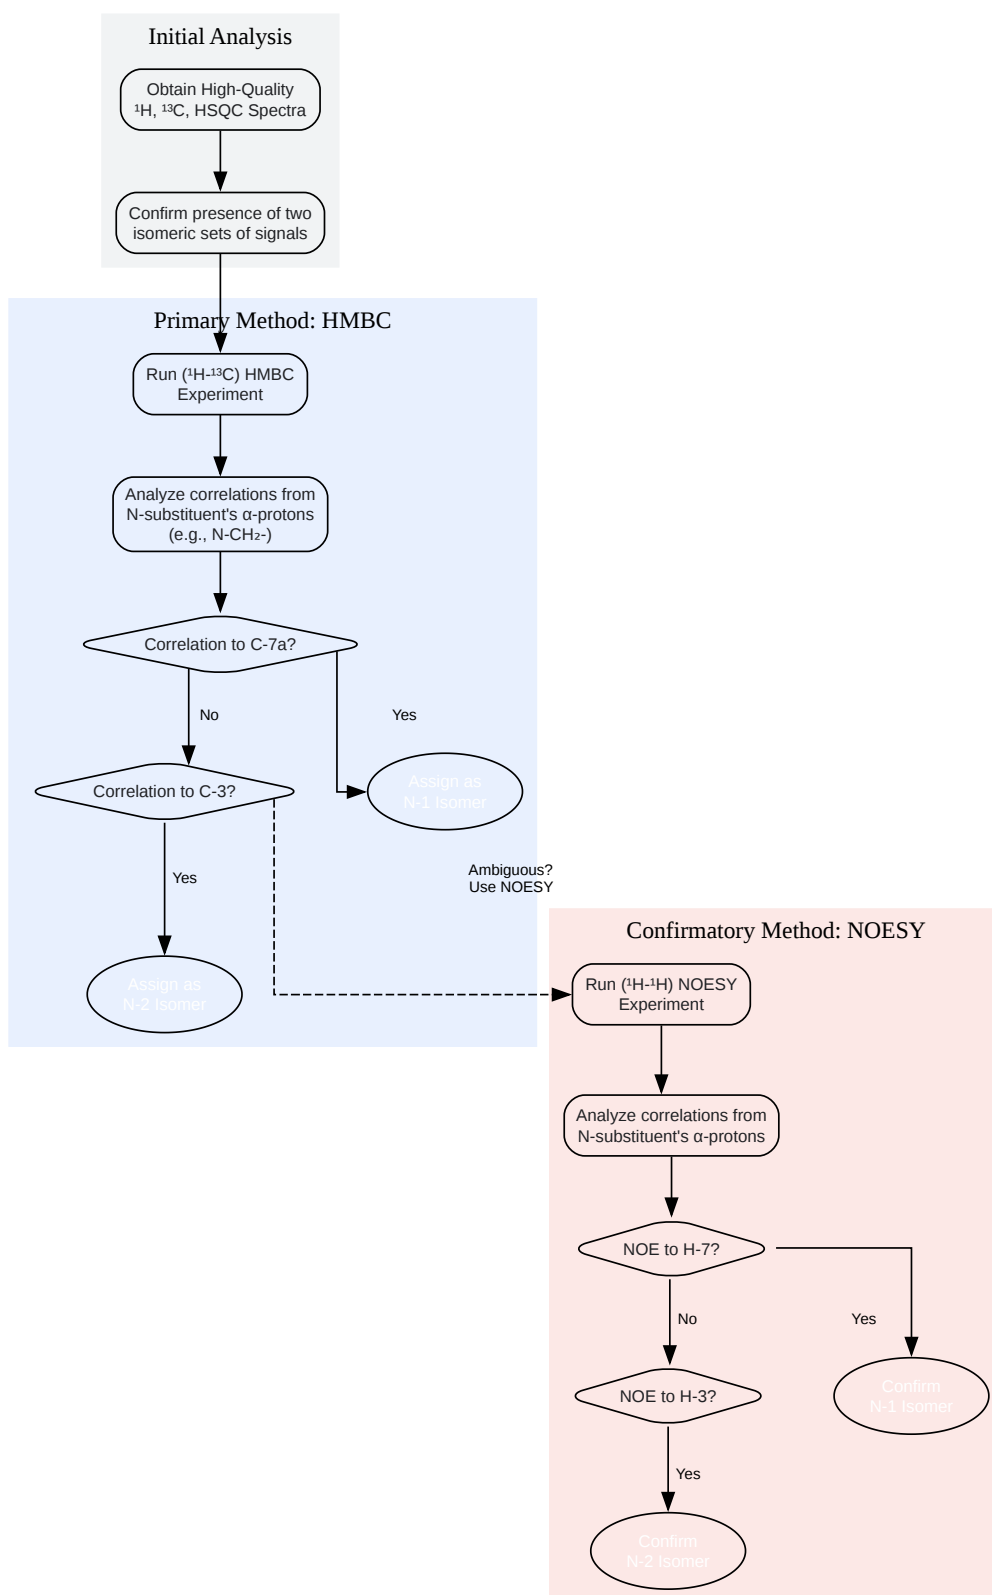 Initial Analysis
Obtain High-Quality
¹H, ¹³C, HSQC Spectra
Confirm presence of two
isomeric sets of signals
Primary Method: HMBC
Run (¹H-¹³C) HMBC
Experiment
Analyze correlations from
N-substituent's α-protons
(e.g., N-CH₂-)
Correlation to C-7a?
No
Yes
Correlation to C-3?
Assign as
N-1 Isomer
Yes
Ambiguous?
Use NOESY
Assign as
N-2 Isomer
Confirmatory Method: NOESY
Run (¹H-¹H) NOESY
Experiment
Analyze correlations from
N-substituent's α-protons
NOE to H-7?
No
Yes
NOE to H-3?
Confirm
N-1 Isomer
Yes
Confirm
N-2 Isomer